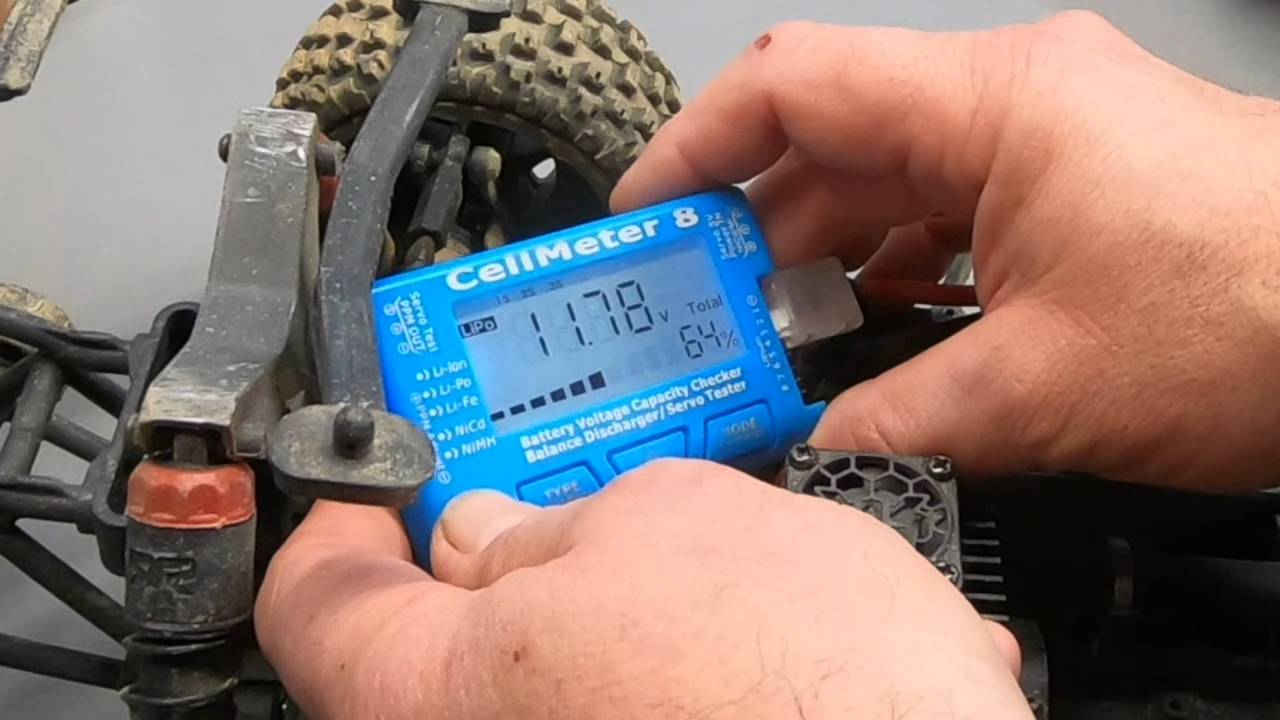 CellMeter 8
Servo Test
PPM OUT
1S 2S 3S
LiPo
11.78 v
Total
64%
Li-Ion
Li-Po
Li-Fe
NiCd
NiMH
Battery Voltage Capacity Checker
Balance Discharger/Servo Tester
TYPE
MODE